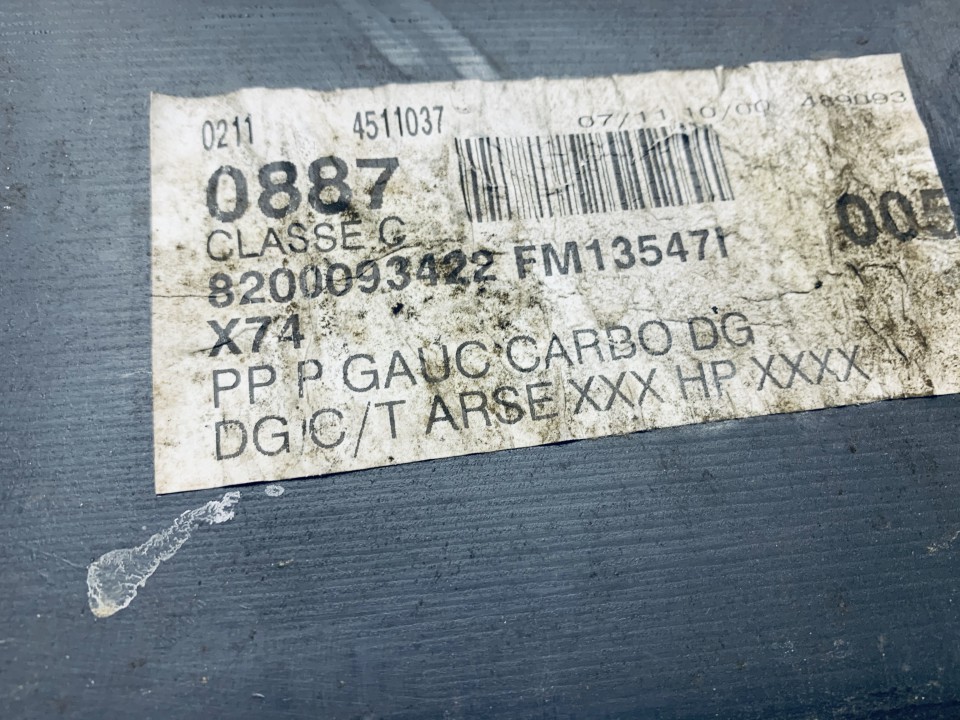 0211 4511037 07/11 10/00 489093
0887
CLASSE C
005
8200093422 FM135471
X74
PP P GAUC CARBO DG
DG C/T ARSE XXX HP XXXX